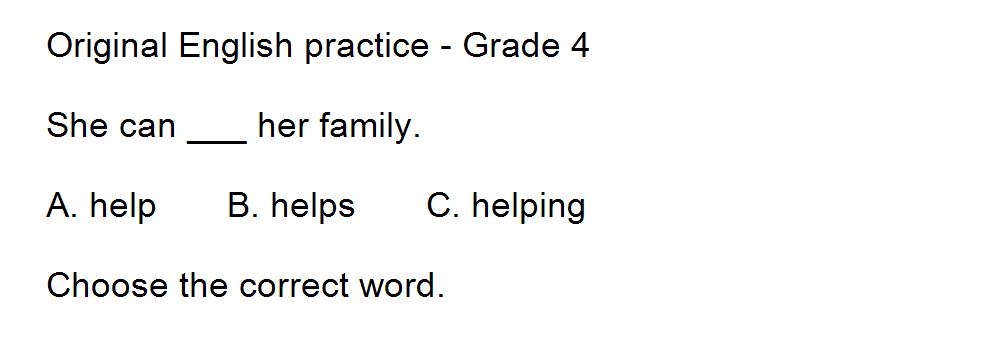 Original English practice - Grade 4
She can ___ her family.
A. help B. helps C. helping
Choose the correct word.